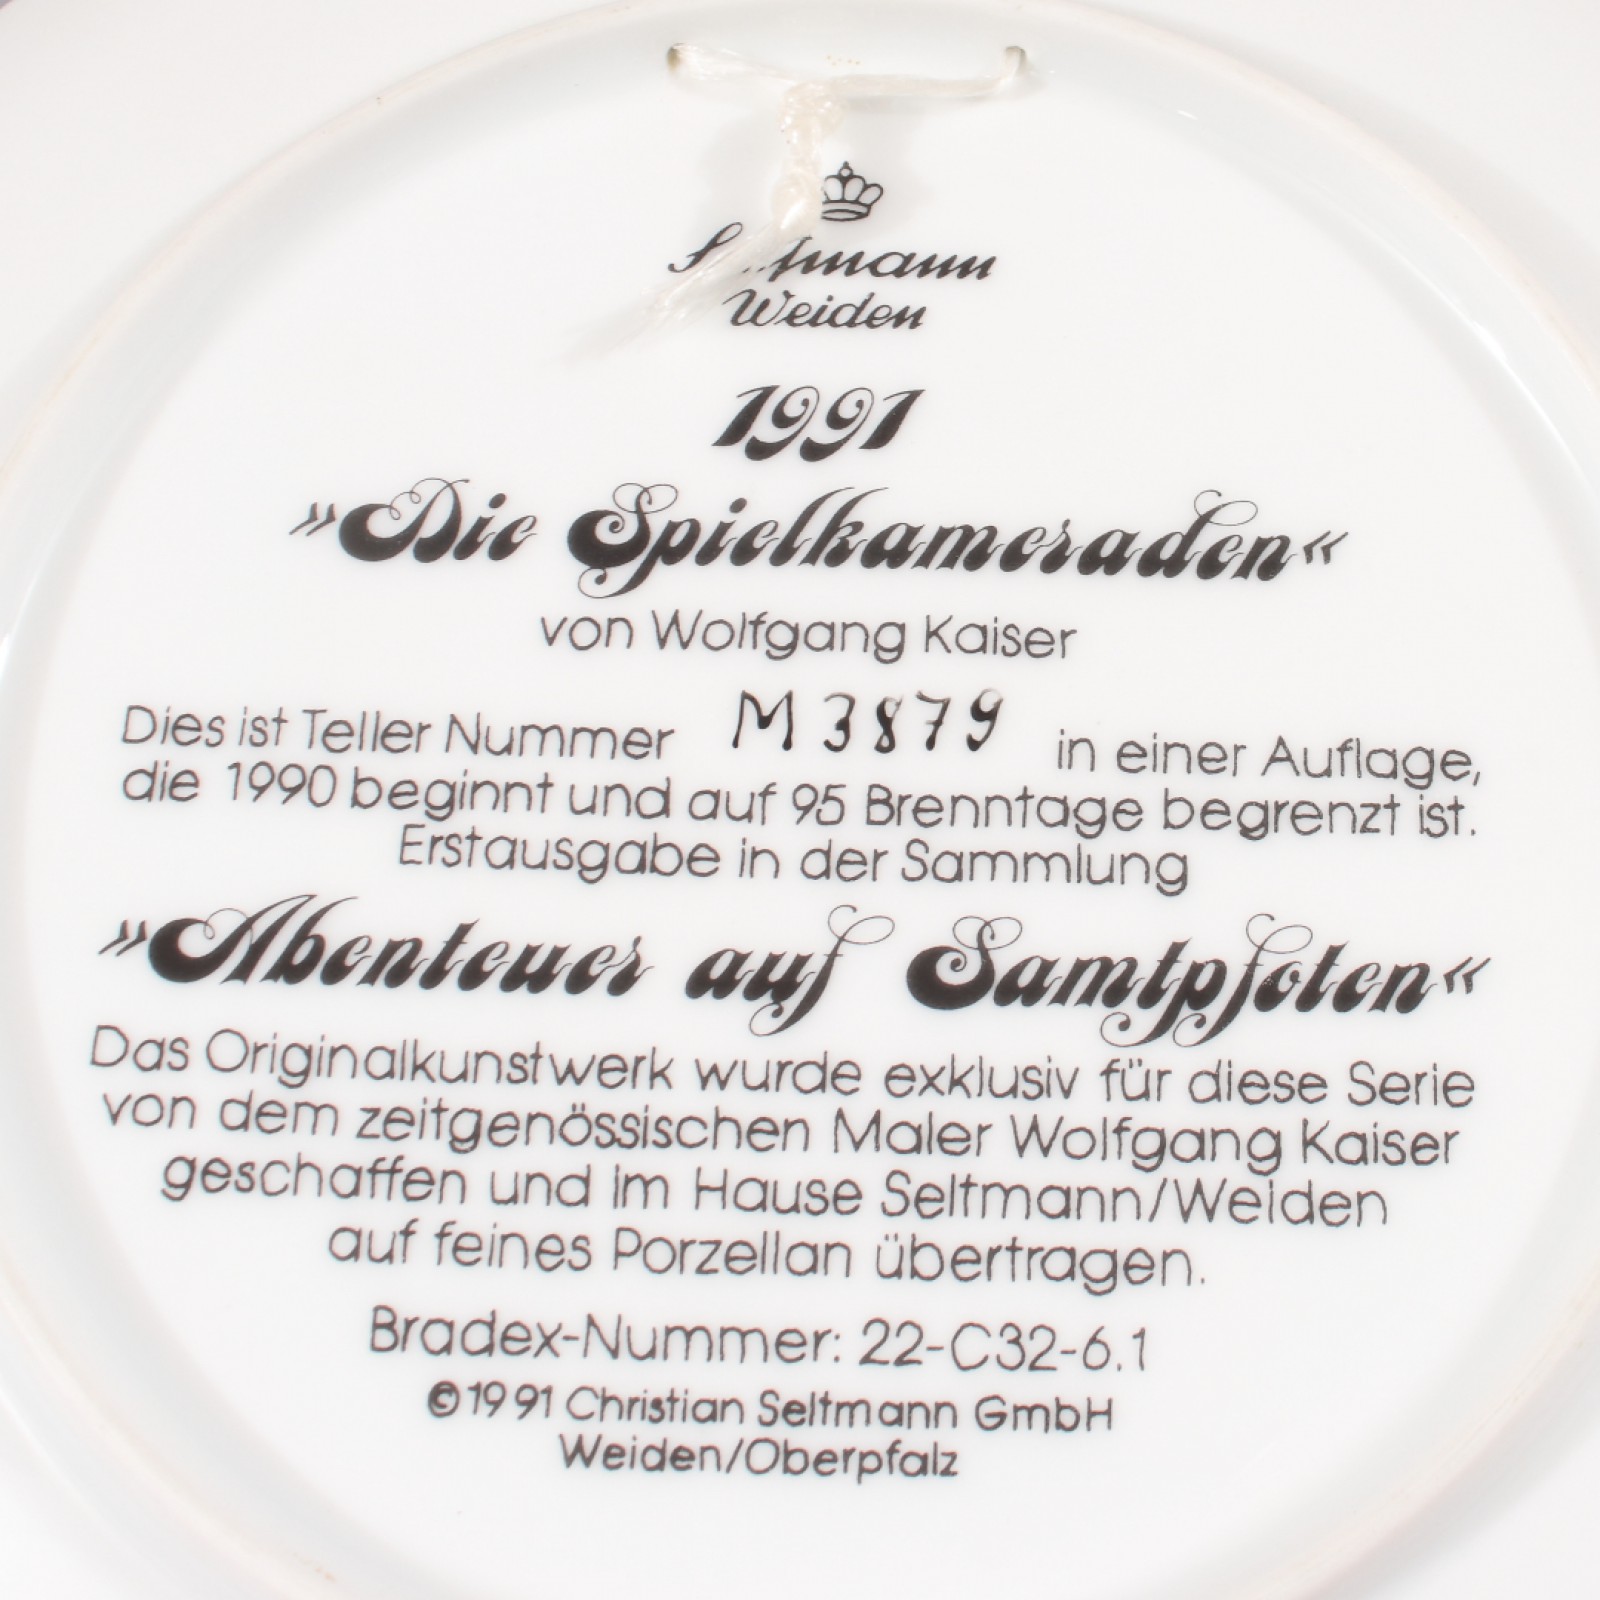 Weiden
1991
»Die Spielkameraden«
von Wolfgang Kaiser
Dies ist Teller Nummer M3879 in einer Auflage,
die 1990 beginnt und auf 95 Brenntage begrenzt ist.
Erstausgabe in der Sammlung
»Abenteuer auf Samtpfoten«
Das Originalkunstwerk wurde exklusiv für diese Serie
von dem zeitgenössischen Maler Wolfgang Kaiser
geschaffen und im Hause Seltmann/Weiden
auf feines Porzellan übertragen.
Bradex-Nummer: 22-C32-6.1
©1991 Christian Seltmann GmbH
Weiden/Oberpfalz